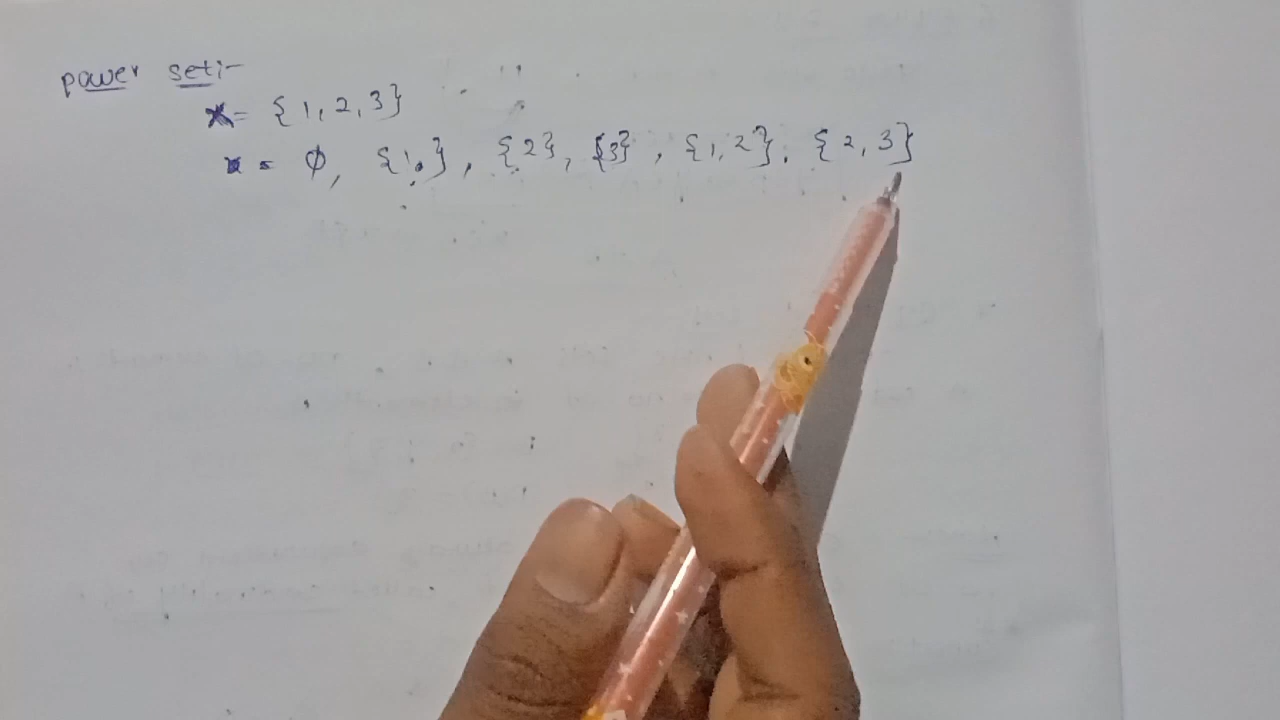 power set:-
X = {1, 2, 3}
x = ϕ, {1}, {2}, {3}, {1, 2}, {2, 3}